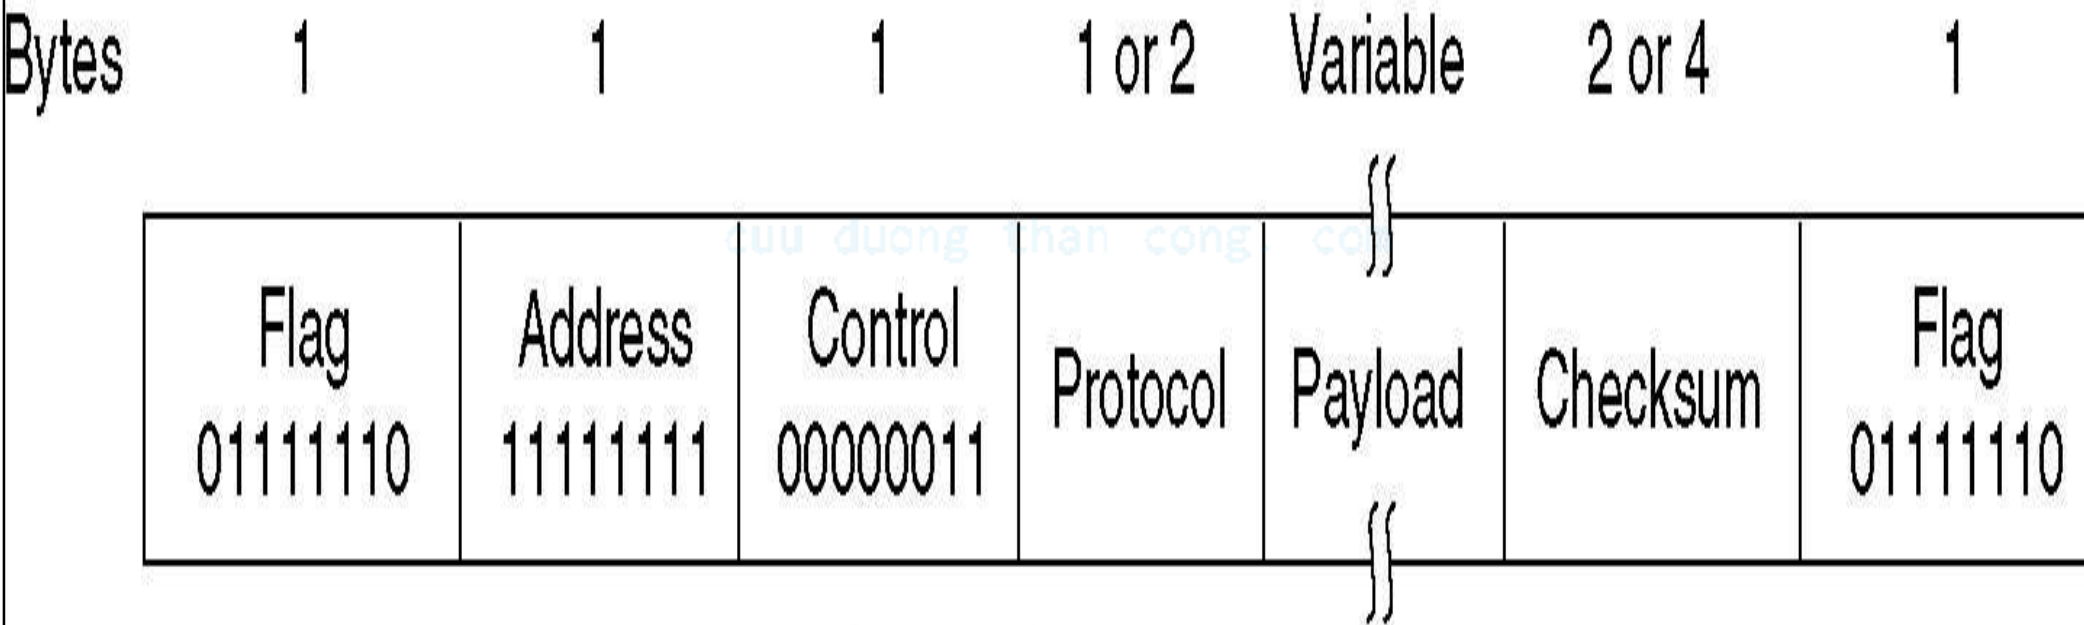 Bytes 1 1 1 1 or 2 Variable 2 or 4 1
cuu duong than cong. com
Flag Address Control Flag
Protocol Payload Checksum
01111110 11111111 00000011 01111110